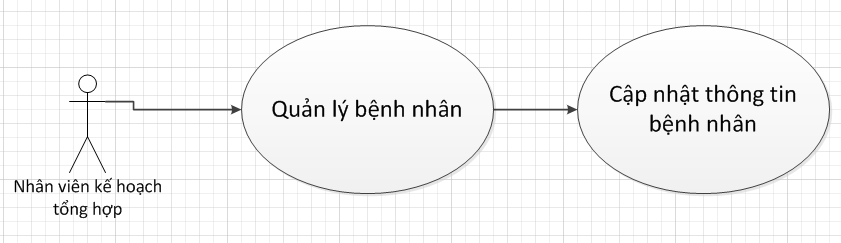 Quản lý bệnh nhân
Cập nhật thông tin
bệnh nhân
Nhân viên kế hoạch
tổng hợp